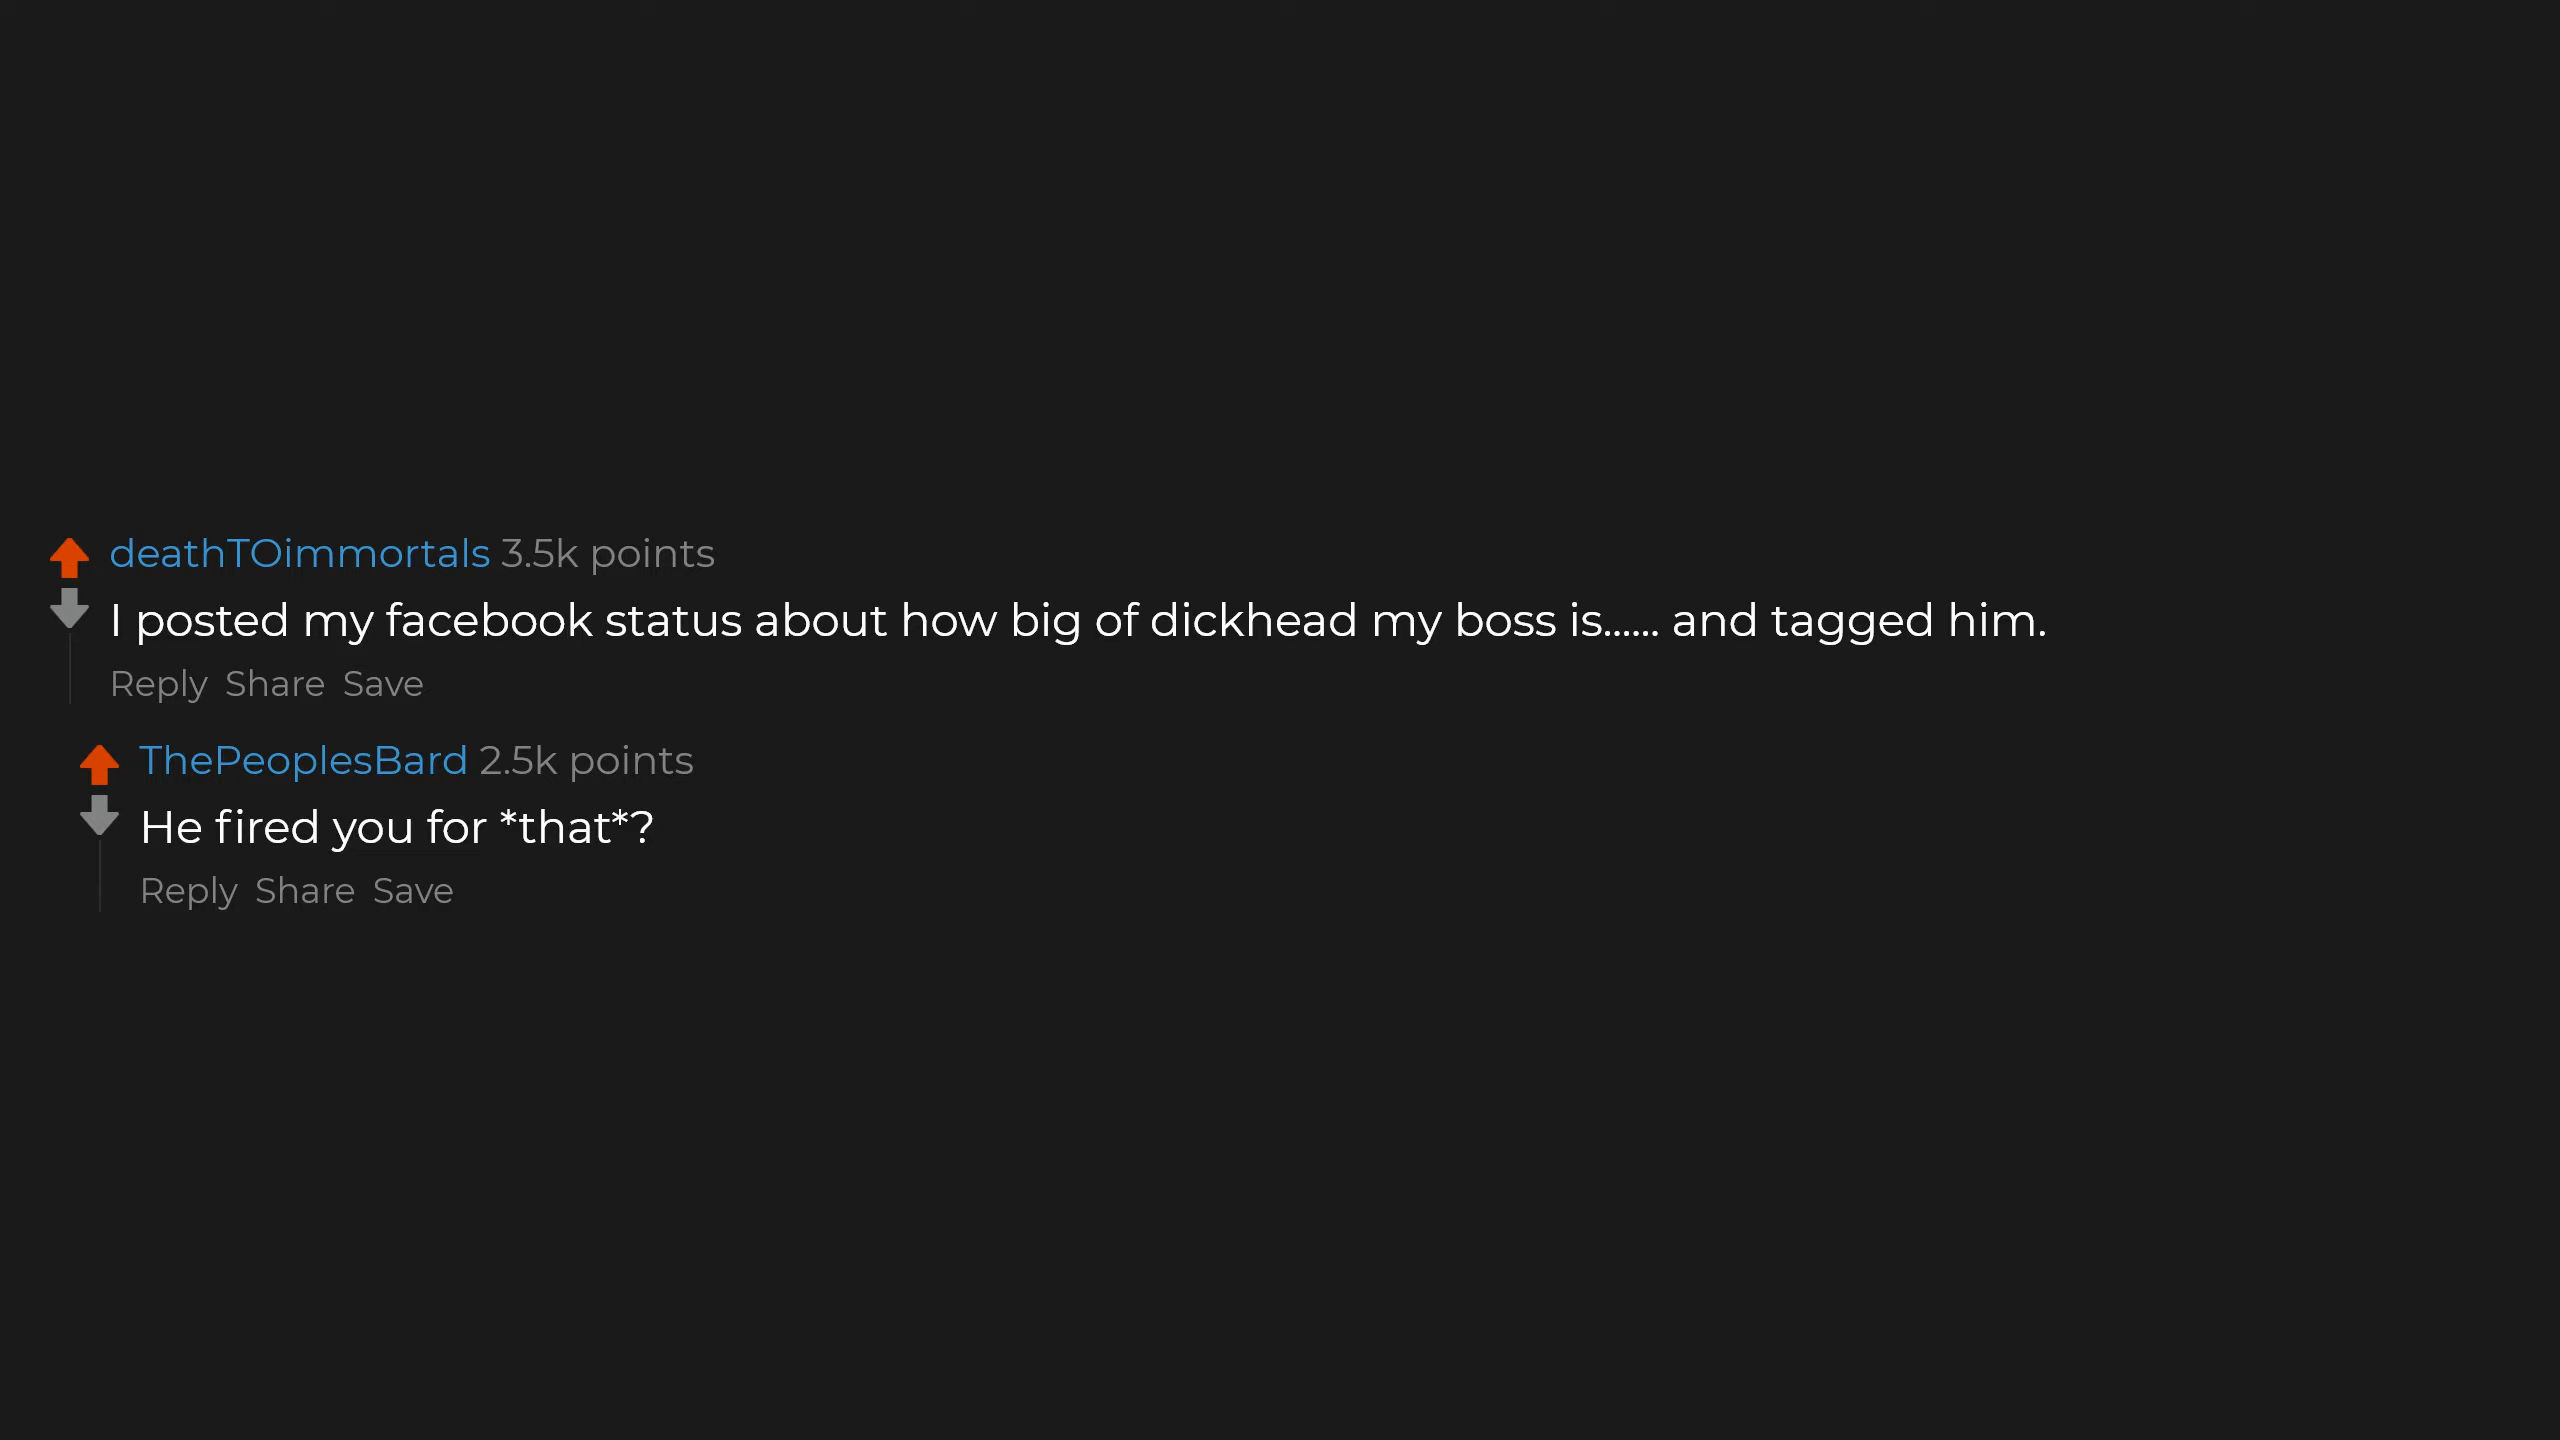 deathTOimmortals 3.5k points
I posted my facebook status about how big of dickhead my boss is...... and tagged him.
Reply Share Save
ThePeoplesBard 2.5k points
He fired you for *that*?
Reply Share Save